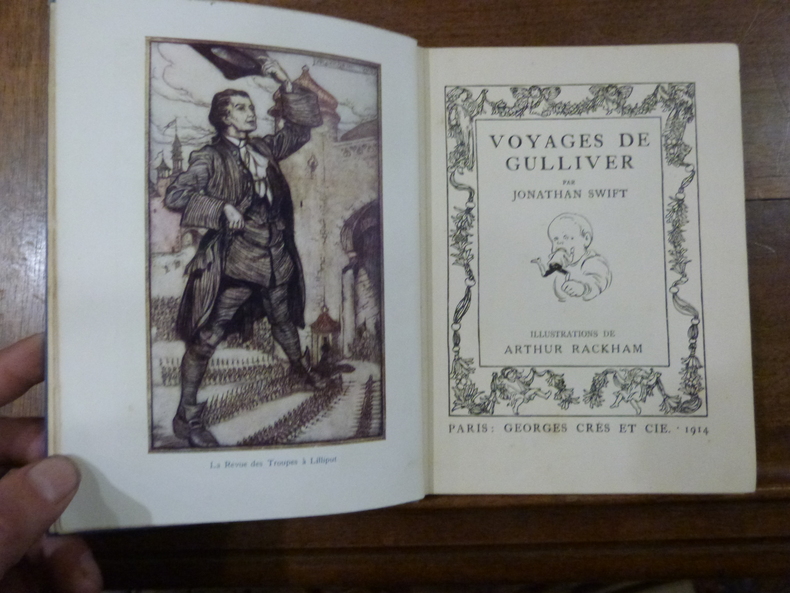 La Revue des Troupes à Lilliput
VOYAGES DE
GULLIVER
PAR
JONATHAN SWIFT
ILLUSTRATIONS DE
ARTHUR RACKHAM
PARIS: GEORGES CRÈS ET CIE. · 1914